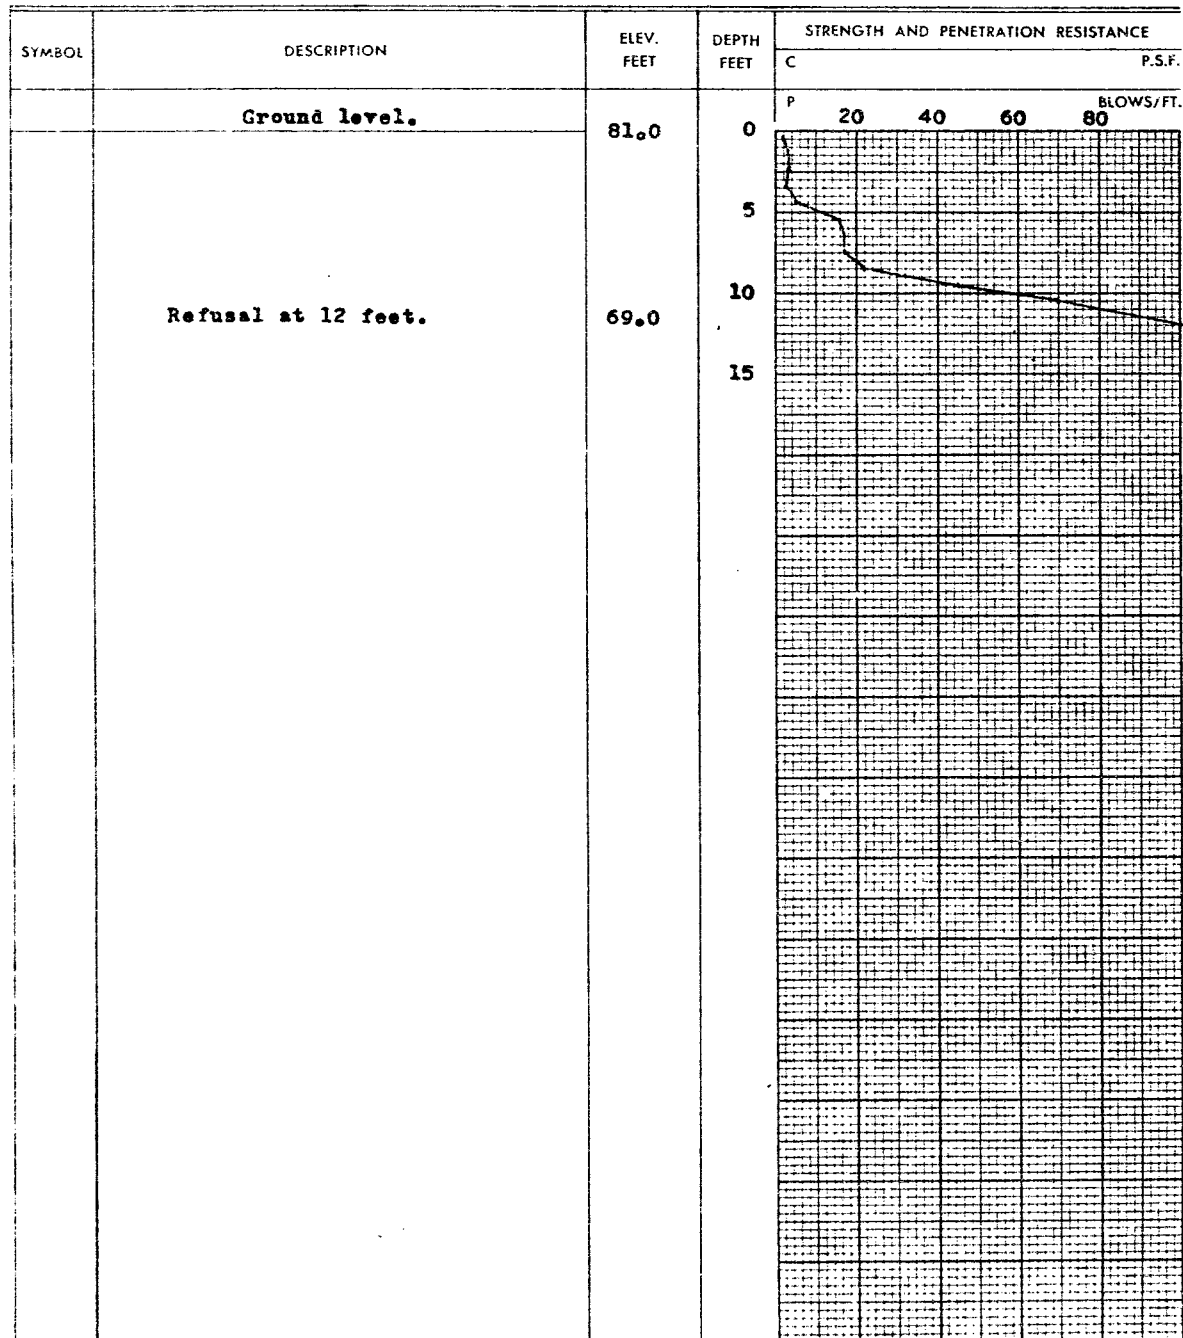 SYMBOL
DESCRIPTION
ELEV.
FEET
DEPTH
FEET
STRENGTH AND PENETRATION RESISTANCE
C P.S.F.
P BLOWS/FT.
20 40 60 80
Ground level.
81.0
0
5
10
Refusal at 12 feet.
69.0
15